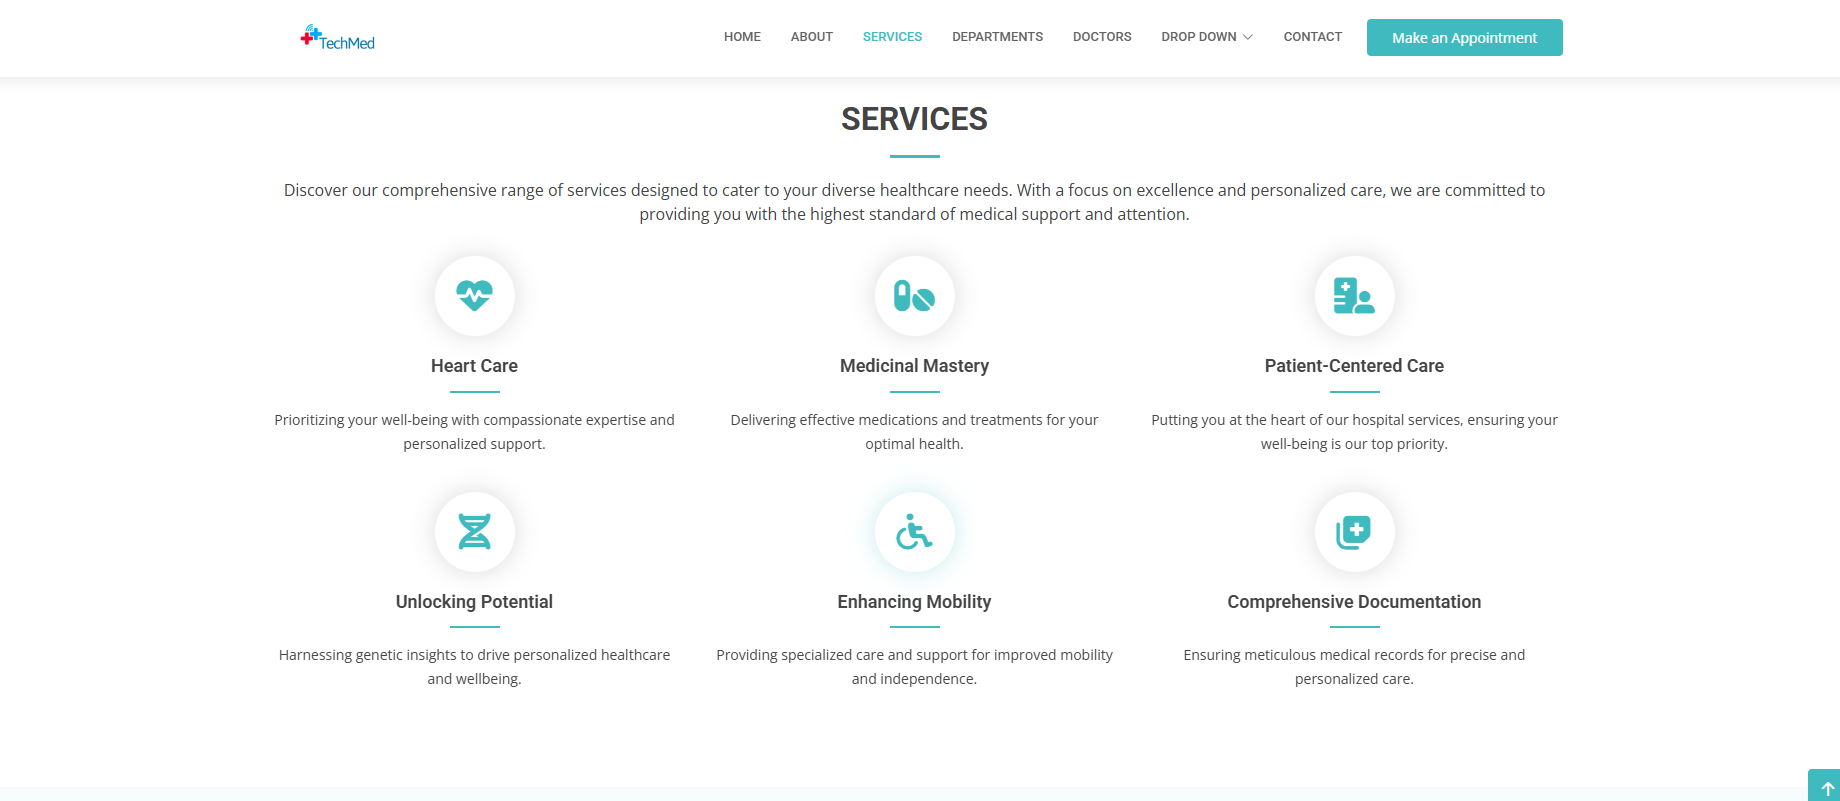 TechMed
HOME ABOUT SERVICES DEPARTMENTS DOCTORS DROP DOWN CONTACT Make an Appointment
SERVICES
Discover our comprehensive range of services designed to cater to your diverse healthcare needs. With a focus on excellence and personalized care, we are committed to
providing you with the highest standard of medical support and attention.
Heart Care
Prioritizing your well-being with compassionate expertise and
personalized support.
Medicinal Mastery
Delivering effective medications and treatments for your
optimal health.
Patient-Centered Care
Putting you at the heart of our hospital services, ensuring your
well-being is our top priority.
Unlocking Potential
Harnessing genetic insights to drive personalized healthcare
and wellbeing.
Enhancing Mobility
Providing specialized care and support for improved mobility
and independence.
Comprehensive Documentation
Ensuring meticulous medical records for precise and
personalized care.